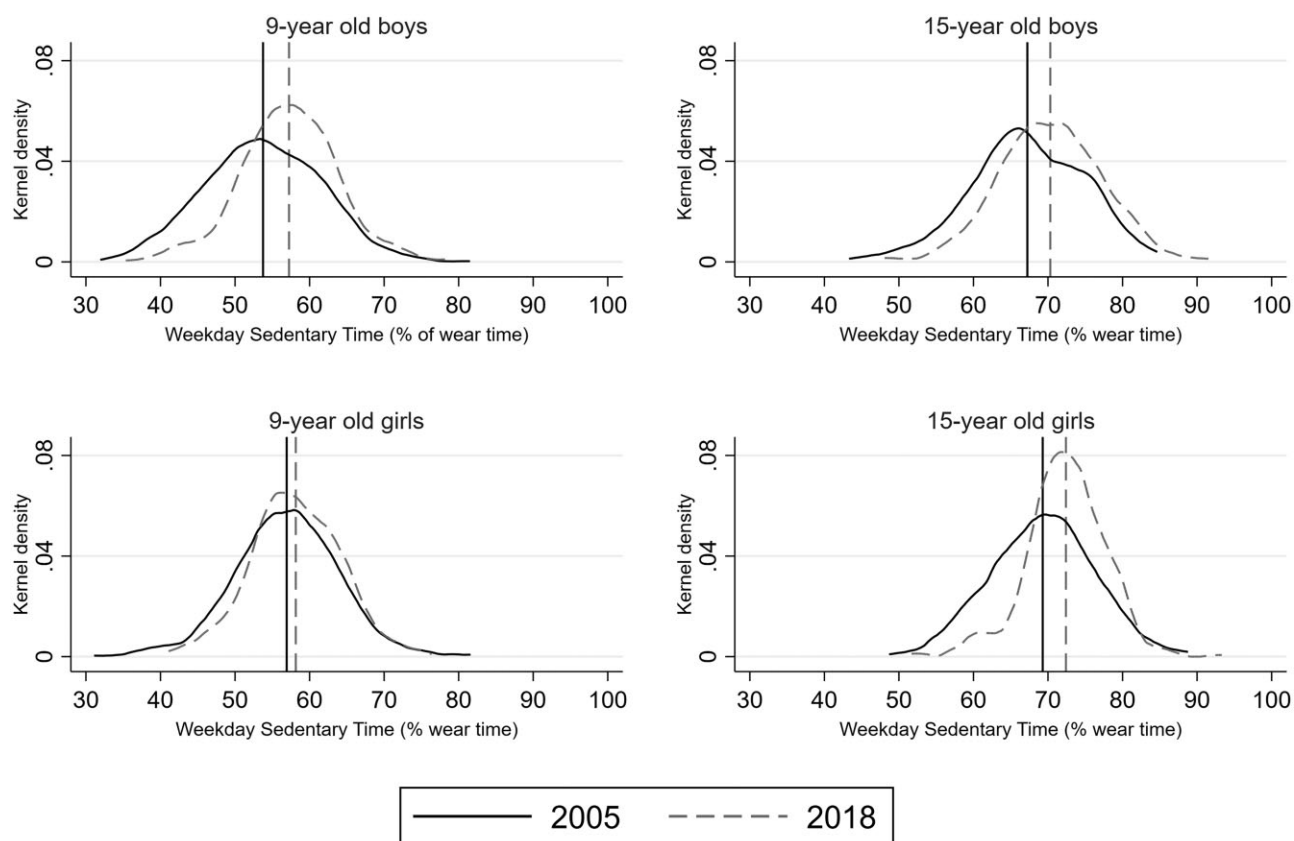 9-year old boys
Kernel density
0 .04 .08
30 40 50 60 70 80 90 100
Weekday Sedentary Time (% of wear time)
15-year old boys
Kernel density
0 .04 .08
30 40 50 60 70 80 90 100
Weekday Sedentary Time (% wear time)
9-year old girls
Kernel density
0 .04 .08
30 40 50 60 70 80 90 100
Weekday Sedentary Time (% wear time)
15-year old girls
Kernel density
0 .04 .08
30 40 50 60 70 80 90 100
Weekday Sedentary Time (% wear time)
2005 2018